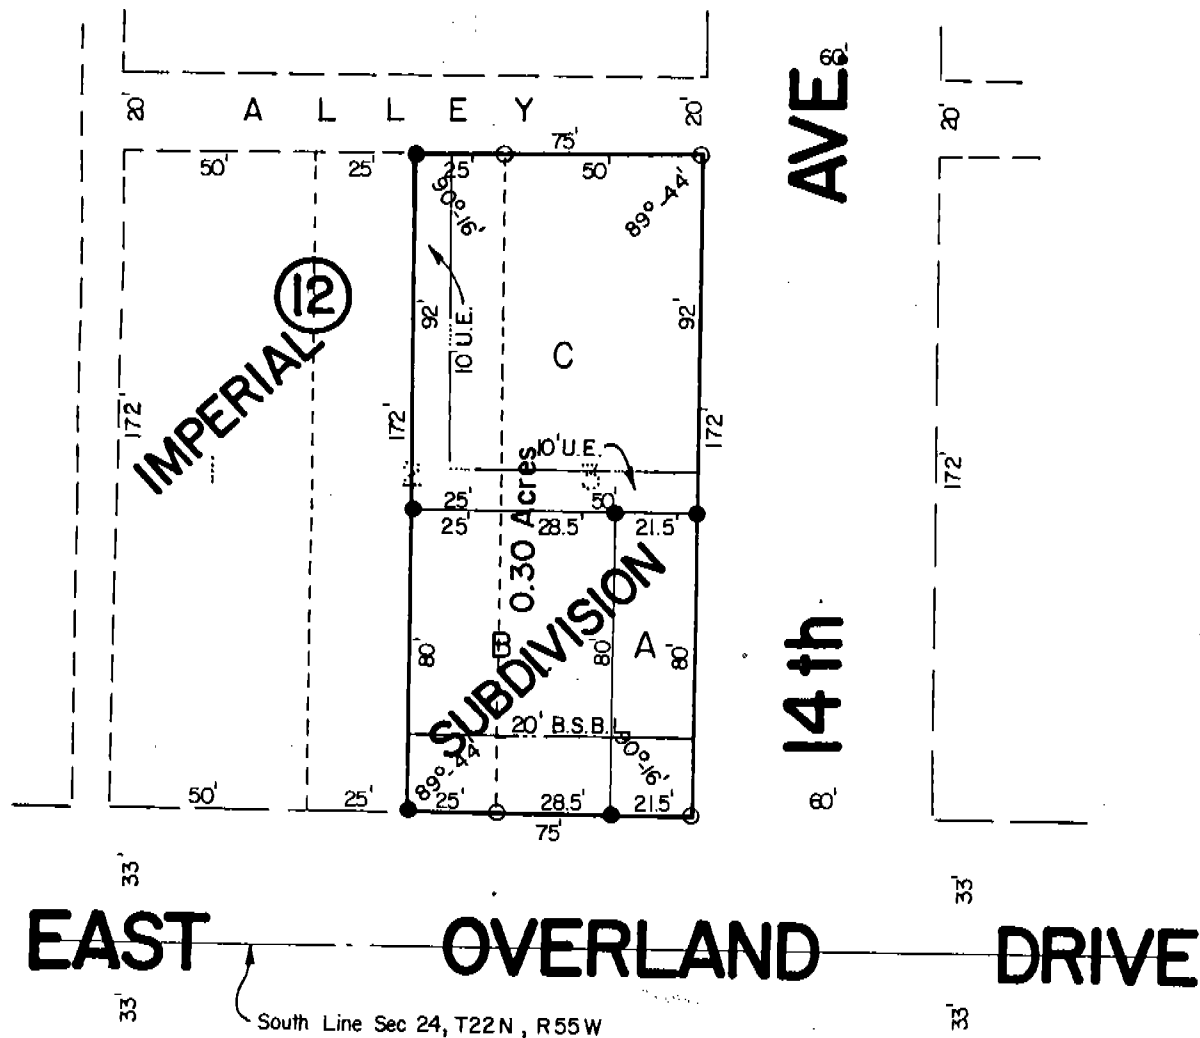 60'
20'
A L L E Y
20'
AVE.
20'
75'
50'
25'
25'
50'
90°-16'
89°-44'
12
92'
10 U.E.
92'
C
IMPERIAL
172'
172'
172'
172'
10' U.E.
25'
50'
25'
28.5'
21.5'
0.30 Acres
SUBDIVISION
14th
80'
B
80'
A
80'
20' B.S.B.L.
89°-44'
90°-16'
50'
25'
25'
28.5'
21.5'
60'
75'
33'
33'
EAST OVERLAND DRIVE
33'
33'
South Line Sec 24, T22N, R55W